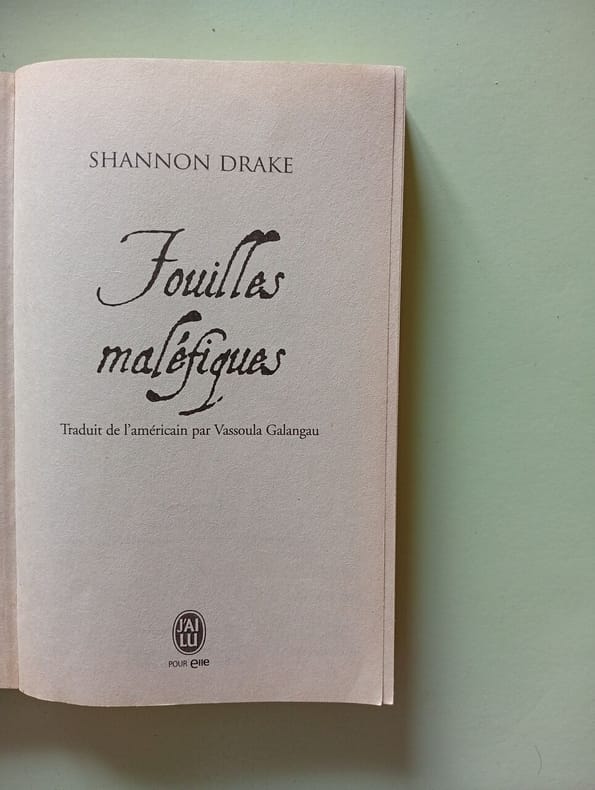 SHANNON DRAKE
Fouilles
maléfiques
Traduit de l'américain par Vassoula Galangau
J'AI
LU
POUR elle